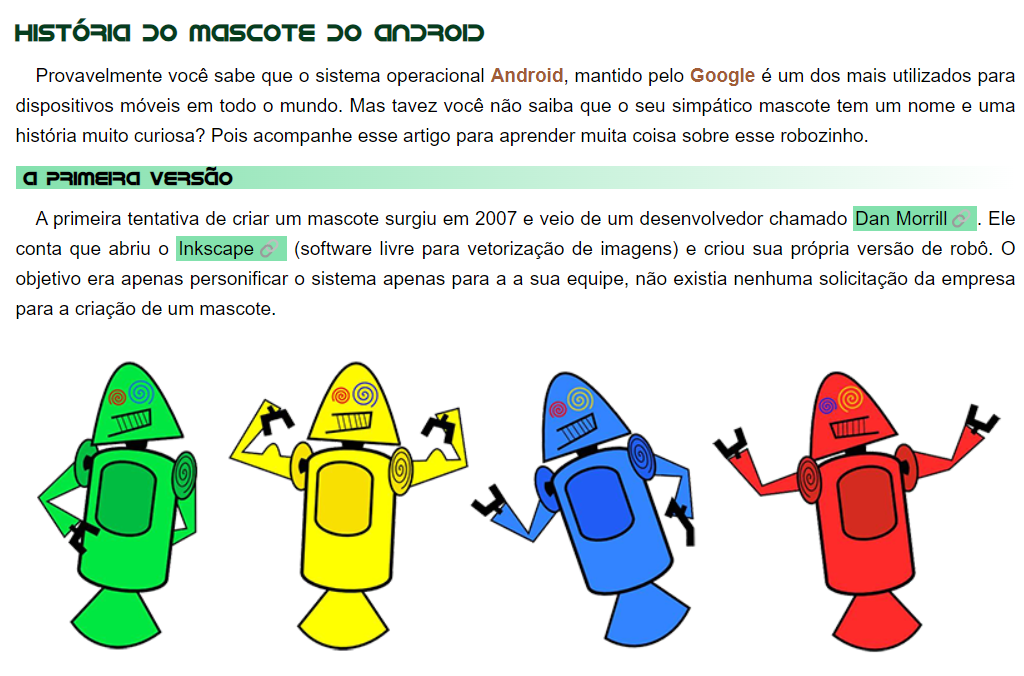 História do Mascote do Android
Provavelmente você sabe que o sistema operacional Android, mantido pelo Google é um dos mais utilizados para
dispositivos móveis em todo o mundo. Mas tavez você não saiba que o seu simpático mascote tem um nome e uma
história muito curiosa? Pois acompanhe esse artigo para aprender muita coisa sobre esse robozinho.
A primeira versão
A primeira tentativa de criar um mascote surgiu em 2007 e veio de um desenvolvedor chamado Dan Morrill. Ele
conta que abriu o Inkscape (software livre para vetorização de imagens) e criou sua própria versão de robô. O
objetivo era apenas personificar o sistema apenas para a a sua equipe, não existia nenhuma solicitação da empresa
para a criação de um mascote.